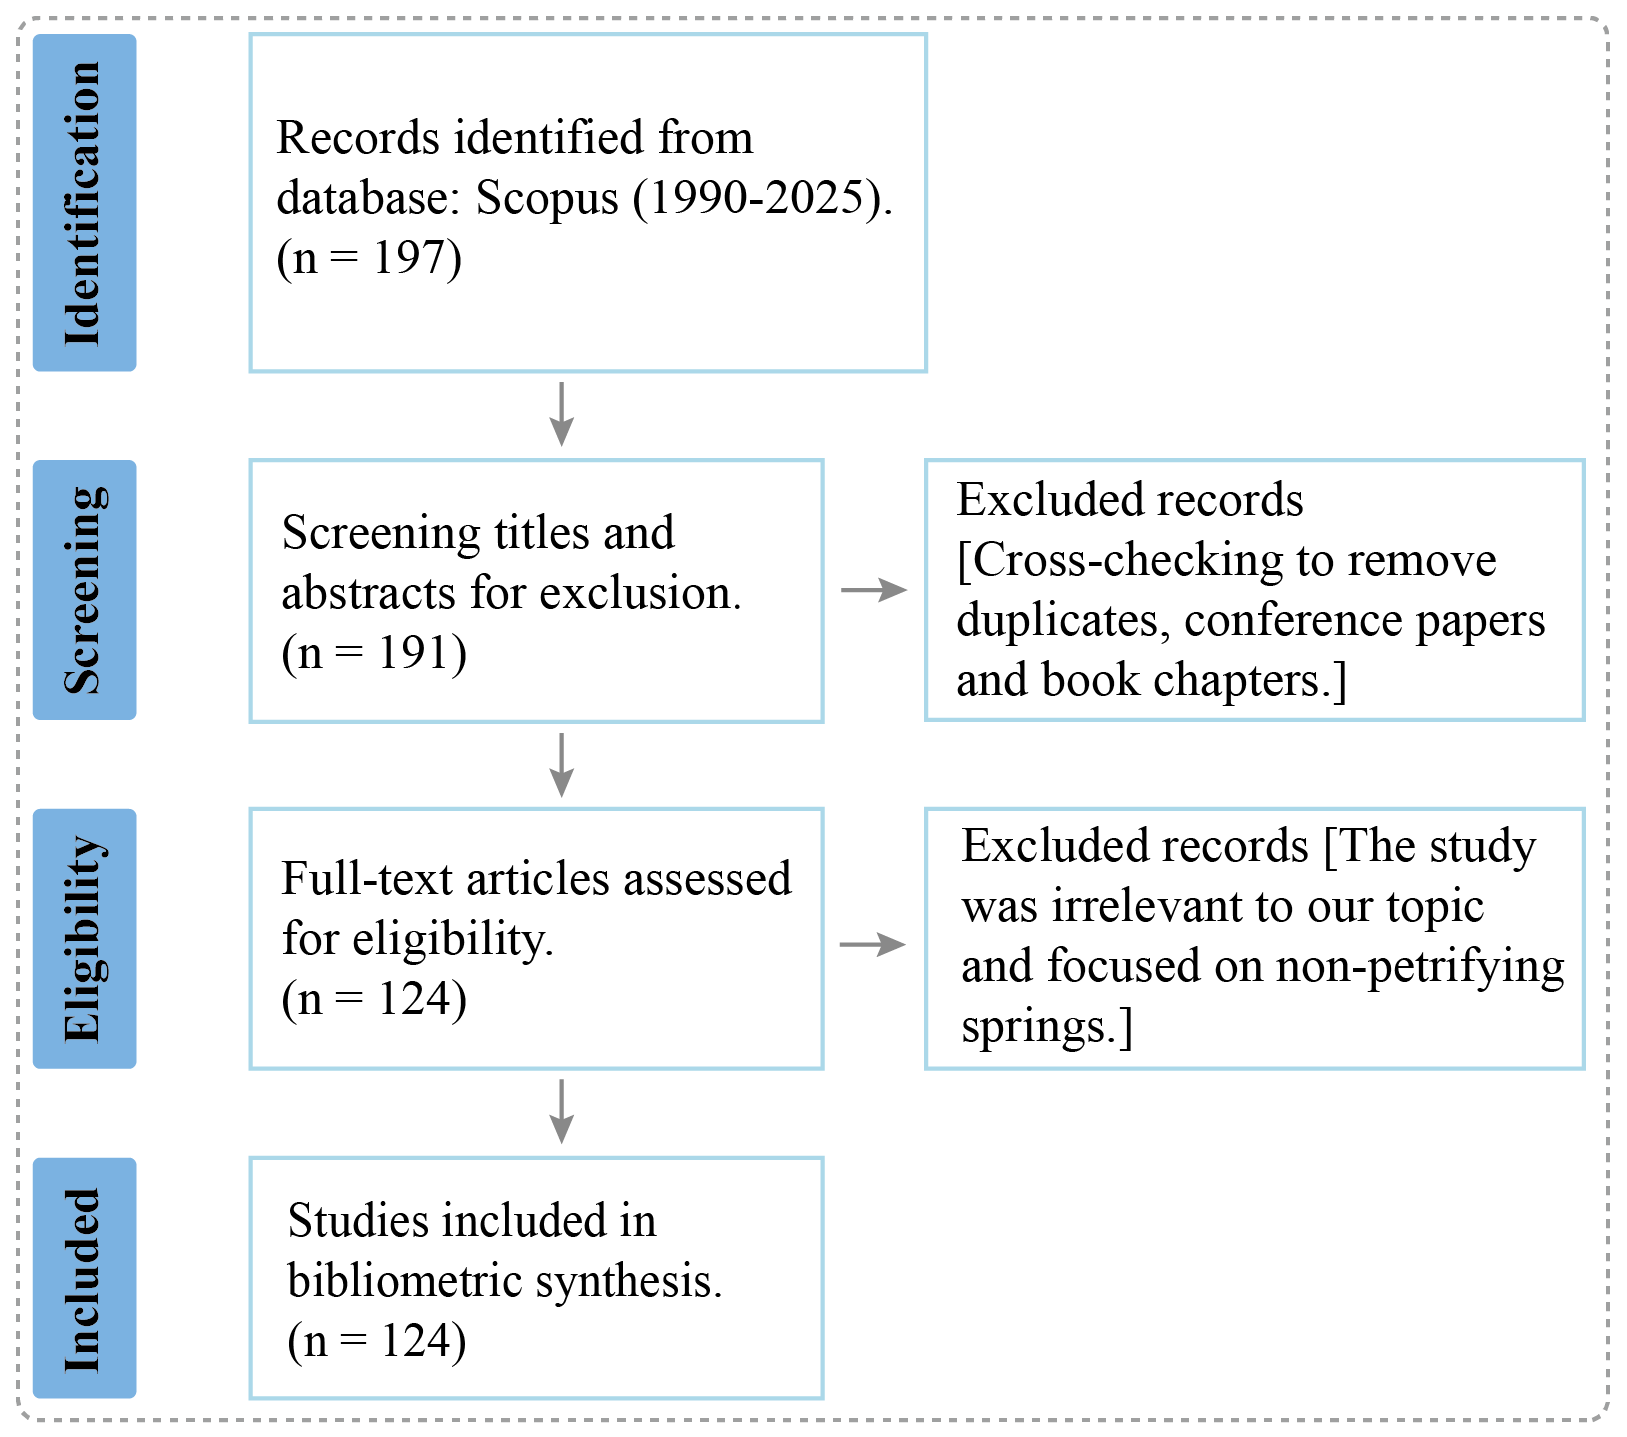 Identification
Records identified from
database: Scopus (1990-2025).
(n = 197)
Screening
Screening titles and
abstracts for exclusion.
(n = 191)
Excluded records
[Cross-checking to remove
duplicates, conference papers
and book chapters.]
Eligibility
Full-text articles assessed
for eligibility.
(n = 124)
Excluded records [The study
was irrelevant to our topic
and focused on non-petrifying
springs.]
Included
Studies included in
bibliometric synthesis.
(n = 124)